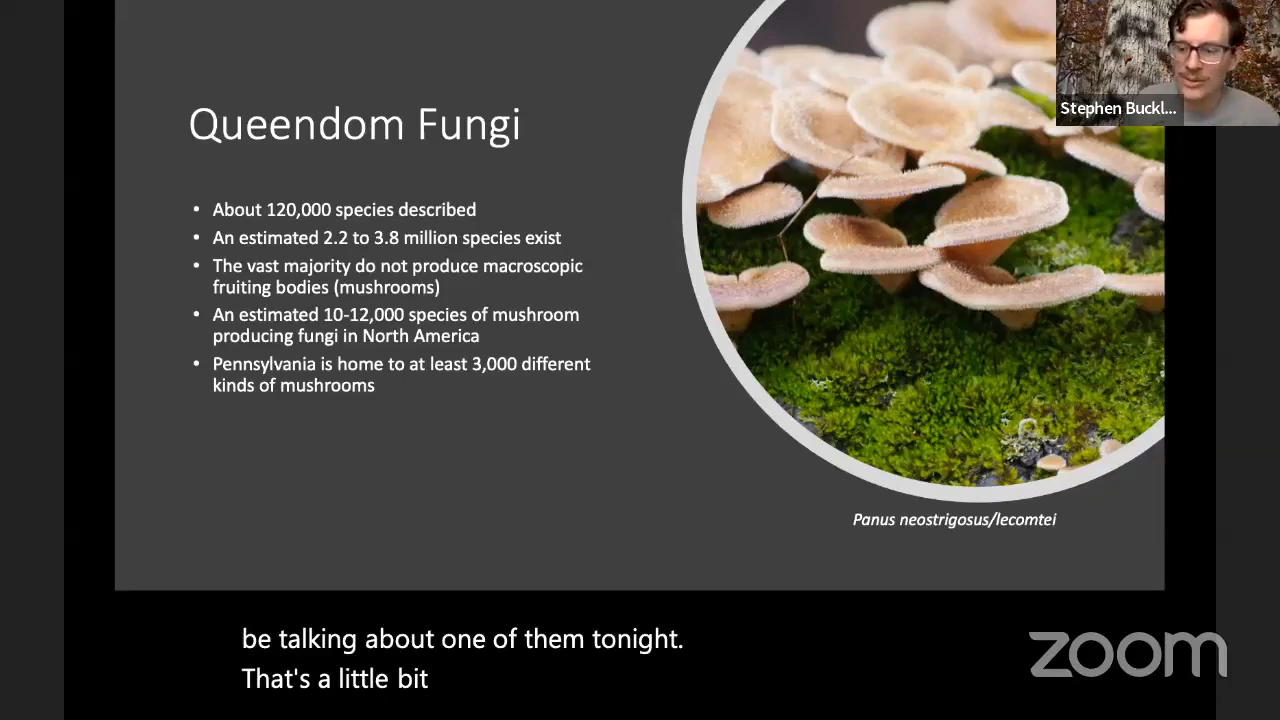 Queendom Fungi
• About 120,000 species described
• An estimated 2.2 to 3.8 million species exist
• The vast majority do not produce macroscopic
fruiting bodies (mushrooms)
• An estimated 10-12,000 species of mushroom
producing fungi in North America
• Pennsylvania is home to at least 3,000 different
kinds of mushrooms
Stephen Buckl...
Panus neostrigosus/lecomtei
be talking about one of them tonight.
That's a little bit
zoom